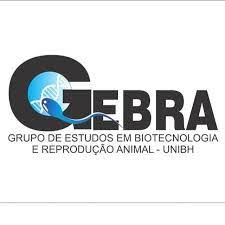 GEBRA
GRUPO DE ESTUDOS EM BIOTECNOLOGIA
E REPRODUÇÃO ANIMAL - UNIBH